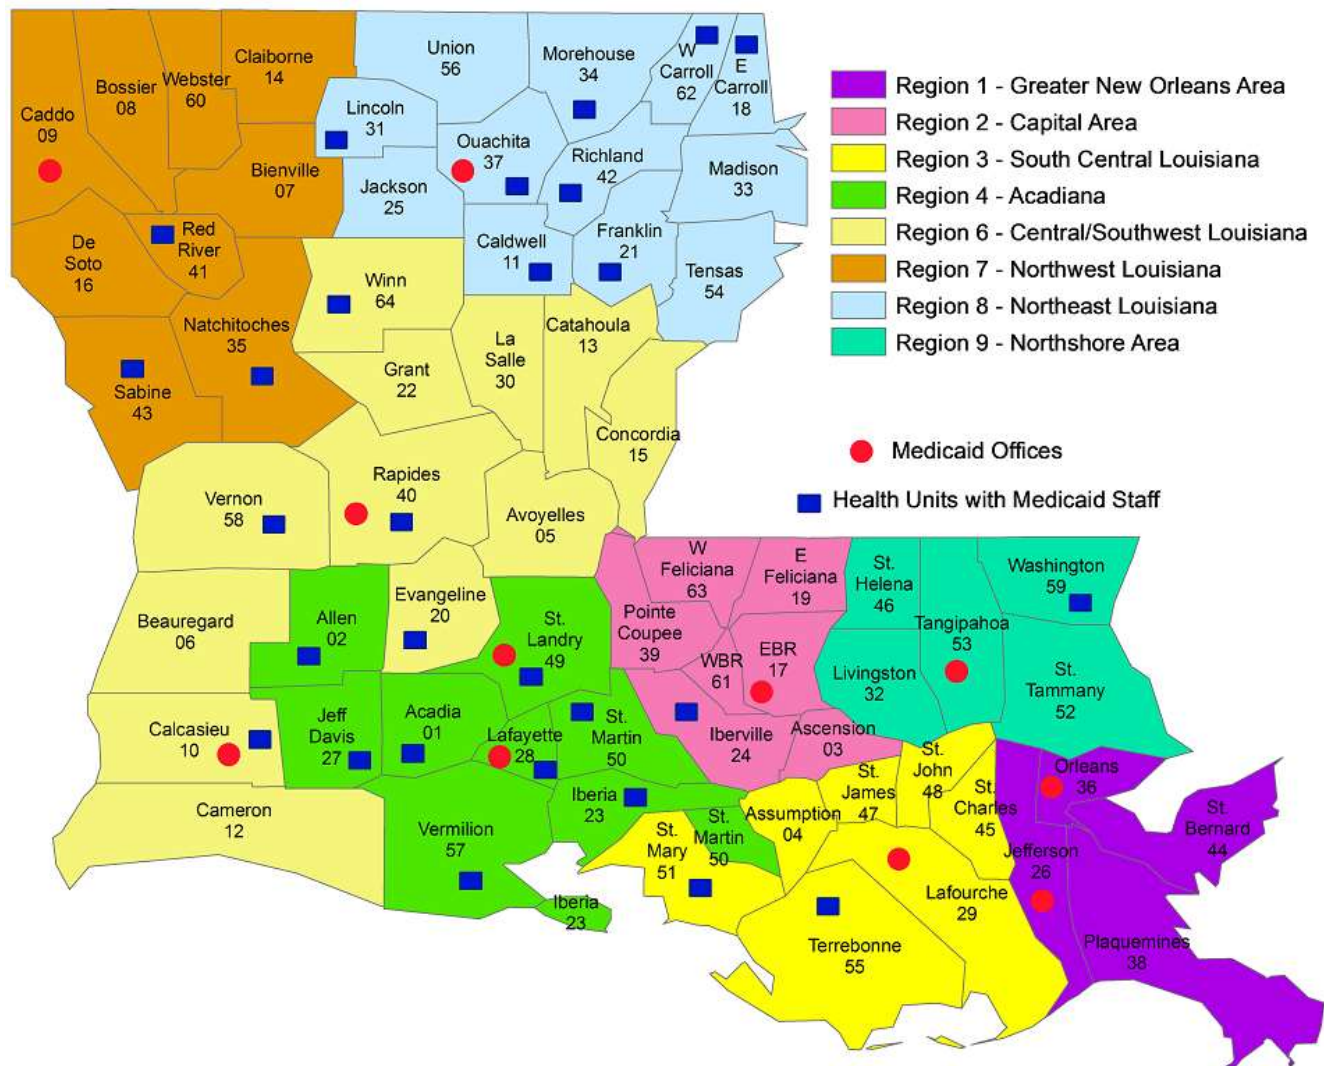 Claiborne
14
Webster
60
Bossier
08
Caddo
09
Bienville
07
De
Soto
16
Red
River
41
Natchitoches
35
Sabine
43
Union
56
Morehouse
34
W
Carroll
62
E
Carroll
18
Lincoln
31
Ouachita
37
Richland
42
Madison
33
Jackson
25
Caldwell
11
Franklin
21
Tensas
54
Winn
64
Grant
22
La
Salle
30
Catahoula
13
Concordia
15
Rapides
40
Vernon
58
Avoyelles
05
Beauregard
06
Allen
02
Evangeline
20
St.
Landry
49
Calcasieu
10
Jeff
Davis
27
Acadia
01
Lafayette
28
St.
Martin
50
Cameron
12
Vermilion
57
Iberia
23
Iberia
23
St.
Mary
51
St.
Martin
50
W
Feliciana
63
E
Feliciana
19
Pointe
Coupee
39
WBR
61
EBR
17
Iberville
24
Ascension
03
St.
Helena
46
Tangipahoa
53
Washington
59
Livingston
32
St.
Tammany
52
Assumption
04
St.
James
47
St.
John
48
St.
Charles
45
Lafourche
29
Terrebonne
55
Orleans
36
St.
Bernard
44
Jefferson
26
Plaquemines
38
Region 1 - Greater New Orleans Area
Region 2 - Capital Area
Region 3 - South Central Louisiana
Region 4 - Acadiana
Region 6 - Central/Southwest Louisiana
Region 7 - Northwest Louisiana
Region 8 - Northeast Louisiana
Region 9 - Northshore Area
Medicaid Offices
Health Units with Medicaid Staff